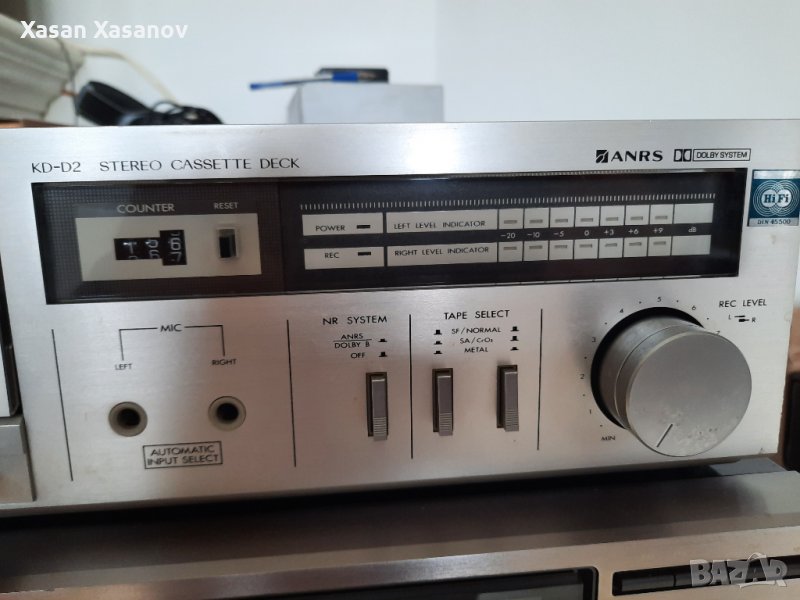 Xasan Xasanov
KD-D2 STEREO CASSETTE DECK
ANRS DOLBY SYSTEM
Hi Fi
DIN 45500
COUNTER RESET
POWER LEFT LEVEL INDICATOR
-20 -10 -5 0 +3 +6 +9 dB
REC RIGHT LEVEL INDICATOR
MIC
LEFT RIGHT
AUTOMATIC
INPUT SELECT
NR SYSTEM
ANRS
DOLBY B
OFF
TAPE SELECT
SF/NORMAL
SA/CrO2
METAL
REC LEVEL
L R
MIN 1 2 3 4 5 6 7
BAZAR